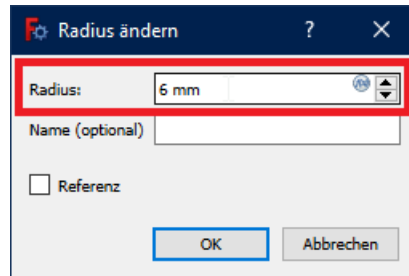 Radius ändern
Radius: 6 mm
Name (optional)
Referenz
OK Abbrechen